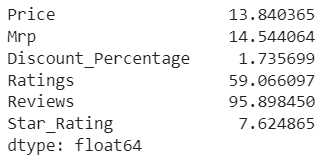 Price 13.840365
Mrp 14.544064
Discount_Percentage 1.735699
Ratings 59.066097
Reviews 95.898450
Star_Rating 7.624865
dtype: float64